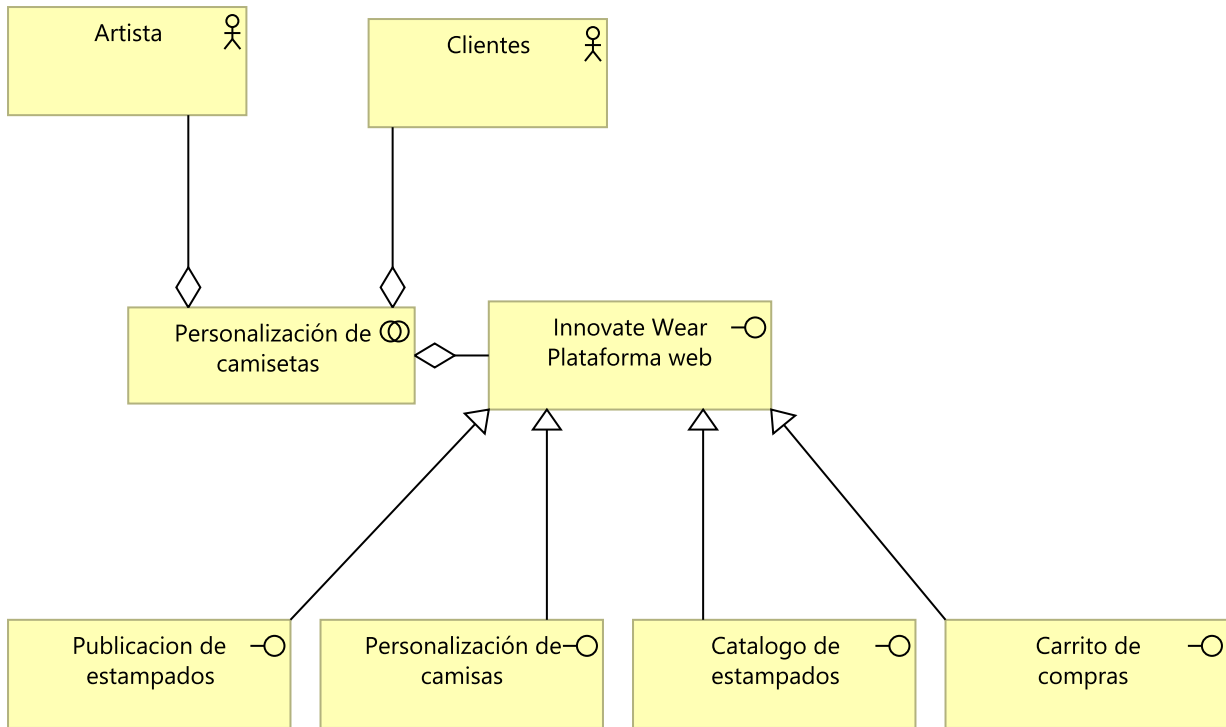 Artista
Clientes
Personalización de
camisetas
Innovate Wear
Plataforma web
Publicacion de
estampados
Personalización de
camisas
Catalogo de
estampados
Carrito de
compras